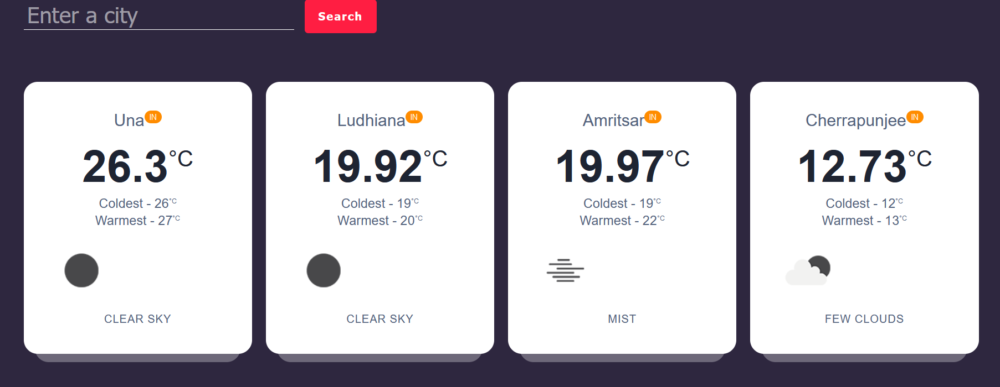 Enter a city
Search
Una IN
26.3°C
Coldest - 26°C
Warmest - 27°C
CLEAR SKY
Ludhiana IN
19.92°C
Coldest - 19°C
Warmest - 20°C
CLEAR SKY
Amritsar IN
19.97°C
Coldest - 19°C
Warmest - 22°C
MIST
Cherrapunjee IN
12.73°C
Coldest - 12°C
Warmest - 13°C
FEW CLOUDS